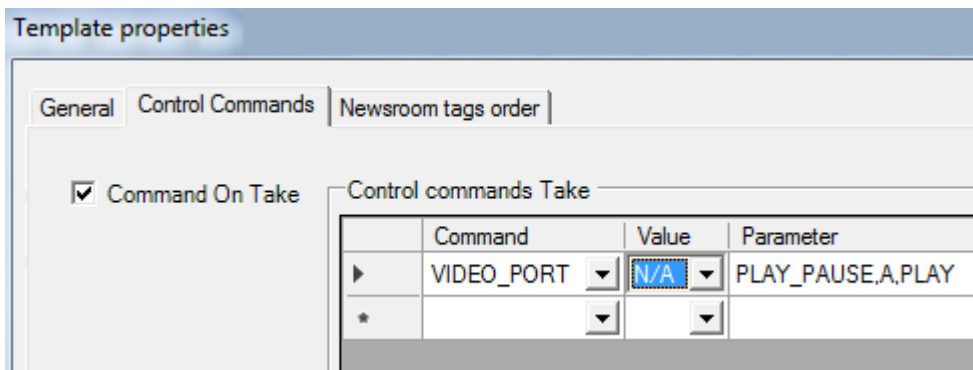 Template properties
General Control Commands Newsroom tags order
Command On Take Control commands Take
Command Value Parameter
VIDEO_PORT N/A PLAY_PAUSE,A,PLAY